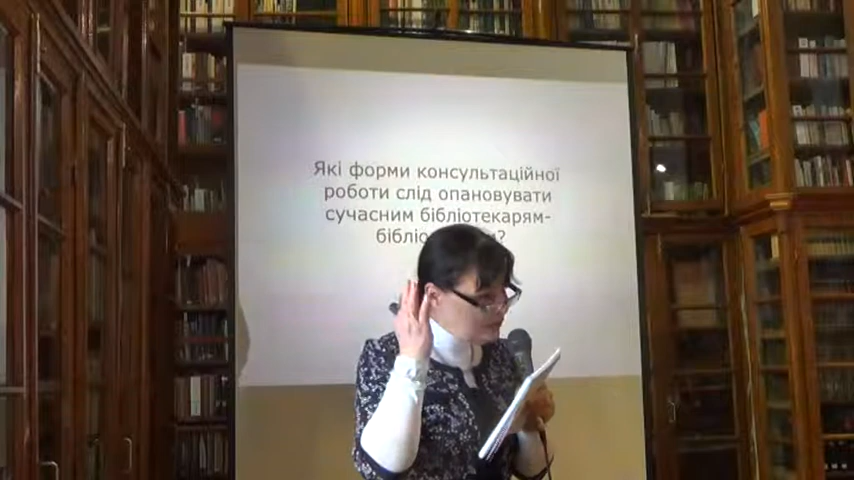 Які форми консультаційної
роботи слід опановувати
сучасним бібліотекарям-